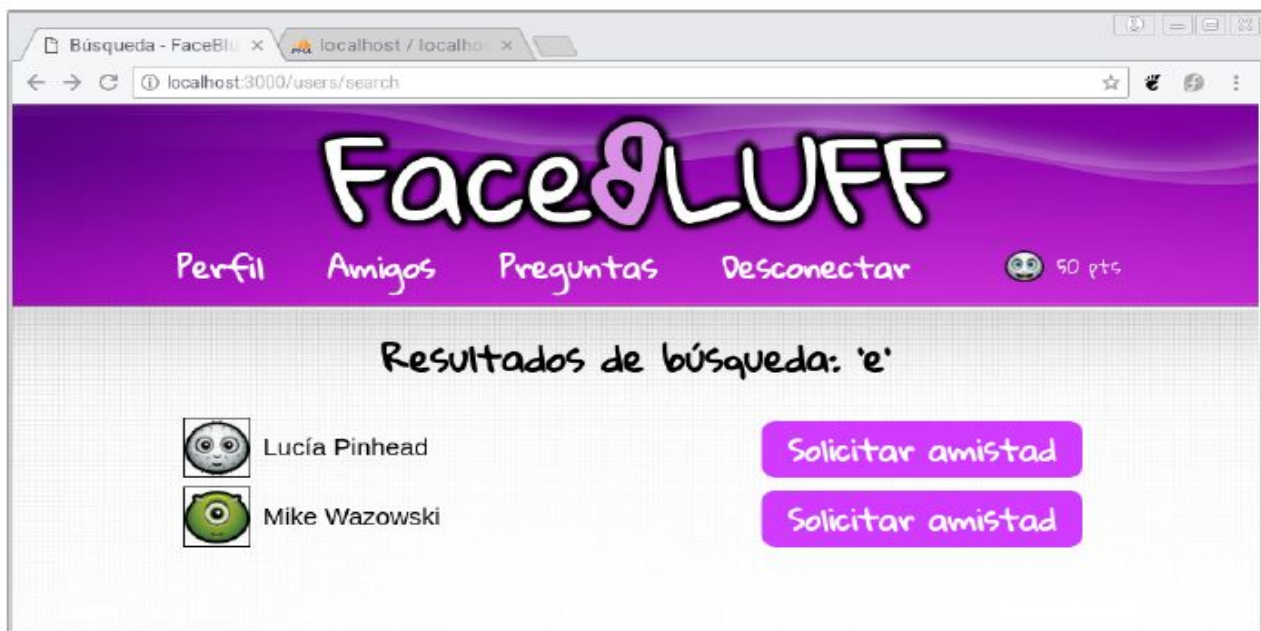 Búsqueda - FaceBlu
localhost / localho
localhost:3000/users/search
FaceBLUFF
Perfil Amigos Preguntas Desconectar 50 pts
Resultados de búsqueda: 'e'
Lucía Pinhead Solicitar amistad
Mike Wazowski Solicitar amistad